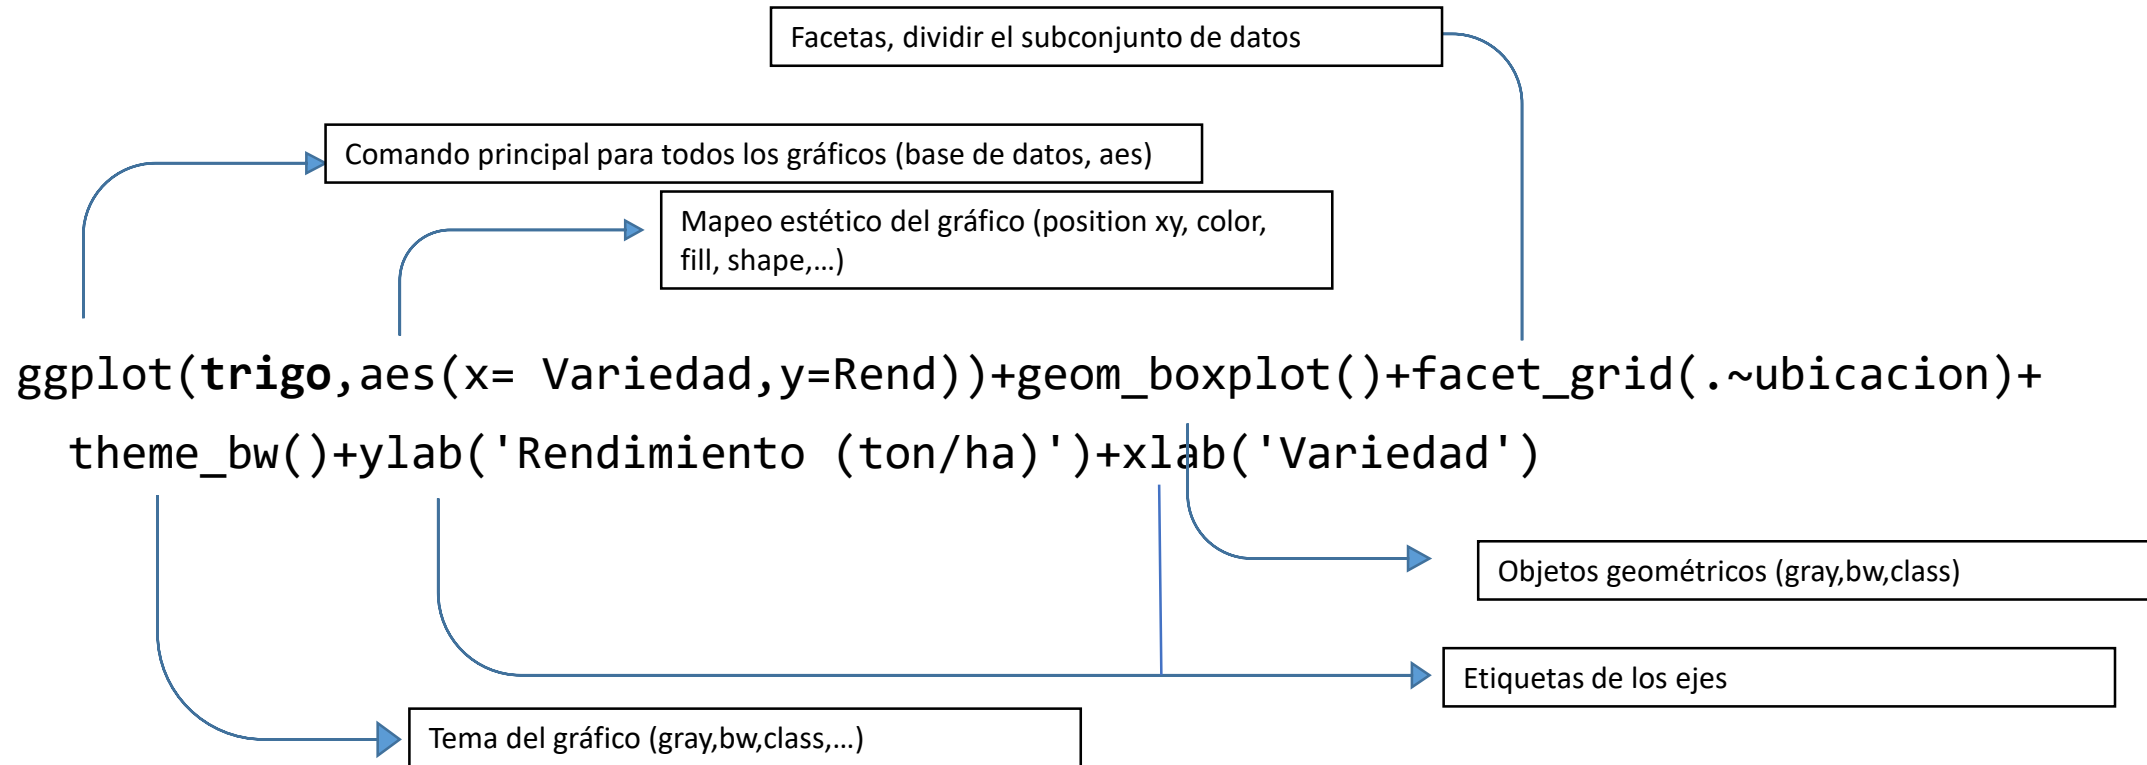 Facetas, dividir el subconjunto de datos
Comando principal para todos los gráficos (base de datos, aes)
Mapeo estético del gráfico (position xy, color,
fill, shape,…)
ggplot(trigo,aes(x= Variedad,y=Rend))+geom_boxplot()+facet_grid(.~ubicacion)+
theme_bw()+ylab('Rendimiento (ton/ha)')+xlab('Variedad')
Objetos geométricos (gray,bw,class)
Etiquetas de los ejes
Tema del gráfico (gray,bw,class,…)